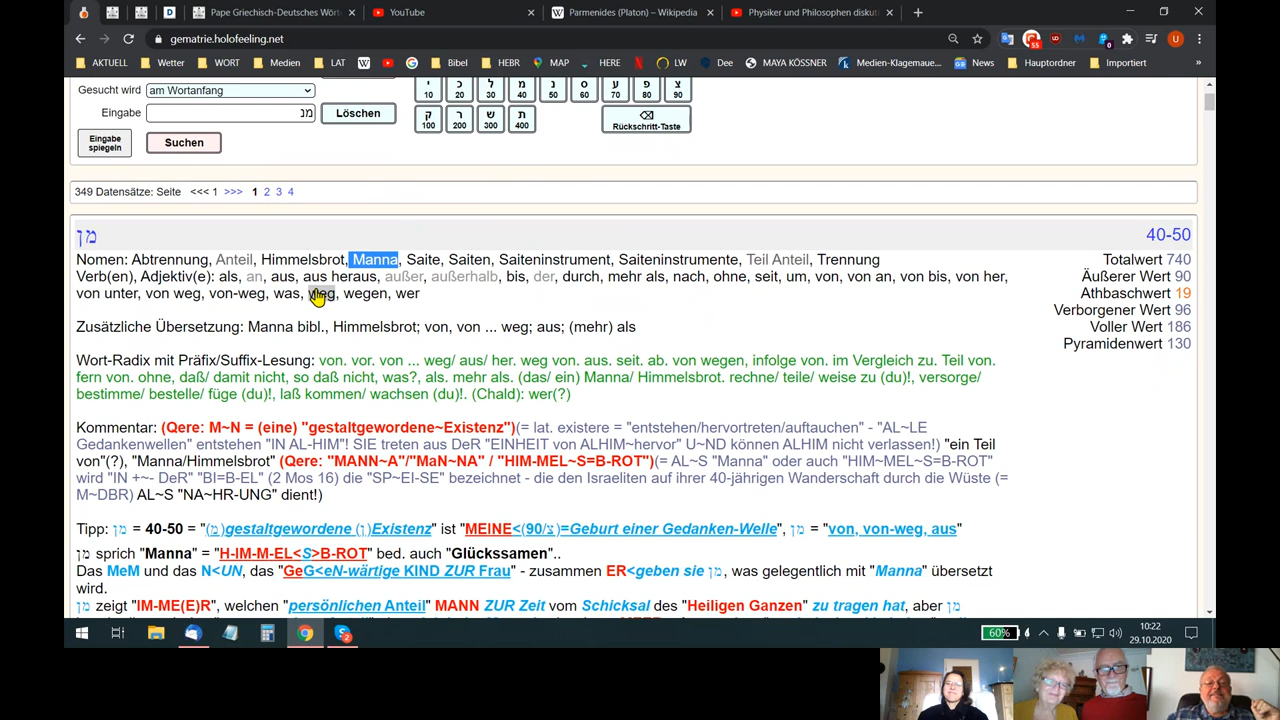 Pape Griechisch-Deutsches Wört
YouTube
Parmenides (Platon) – Wikipedia
Physiker und Philosophen diskut
gematrie.holofeeling.net
AKTUELL Wetter WORT Medien LAT Bibel HEBR MAP HERE LQ Dee MAYA KÖSSNER Medien-Klagemaue... News Hauptordner Importiert
Gesucht wird am Wortanfang
Eingabe מנ Löschen
Eingabe spiegeln Suchen
י 10 כ 20 ל 30 מ 40 נ 50 ס 60 ע 70 פ 80 צ 90
ק 100 ר 200 ש 300 ת 400 Rückschritt-Taste
349 Datensätze: Seite <<< 1 >>> 1 2 3 4
מן 40-50
Nomen: Abtrennung, Anteil, Himmelsbrot, Manna, Saite, Saiten, Saiteninstrument, Saiteninstrumente, Teil Anteil, Trennung
Verb(en), Adjektiv(e): als, an, aus, aus heraus, außer, außerhalb, bis, der, durch, mehr als, nach, ohne, seit, um, von, von an, von bis, von her,
von unter, von weg, von-weg, was, weg, wegen, wer
Totalwert 740
Äußerer Wert 90
Athbaschwert 19
Verborgener Wert 96
Voller Wert 186
Pyramidenwert 130
Zusätzliche Übersetzung: Manna bibl., Himmelsbrot; von, von ... weg; aus; (mehr) als
Wort-Radix mit Präfix/Suffix-Lesung: von. vor. von ... weg/ aus/ her. weg von. aus. seit. ab. von wegen, infolge von. im Vergleich zu. Teil von.
fern von. ohne, daß/ damit nicht, so daß nicht, was?, als. mehr als. (das/ ein) Manna/ Himmelsbrot. rechne/ teile/ weise zu (du)!, versorge/
bestimme/ bestelle/ füge (du)!, laß kommen/ wachsen (du)!. (Chald): wer(?)
Kommentar: (Qere: M~N = (eine) "gestaltgewordene~Existenz")(= lat. existere = "entstehen/hervortreten/auftauchen" - "AL~LE
Gedankenwellen" entstehen "IN AL-HIM"! SIE treten aus DeR "EINHEIT von ALHIM~hervor" U~ND können ALHIM nicht verlassen!) "ein Teil
von"(?), "Manna/Himmelsbrot" (Qere: "MANN~A"/"MaN~NA" / "HIM-MEL~S=B-ROT")(= AL~S "Manna" oder auch "HIM~MEL~S=B-ROT"
wird "IN +~- DeR" "BI=B-EL" (2 Mos 16) die "SP~EI-SE" bezeichnet - die den Israeliten auf ihrer 40-jährigen Wanderschaft durch die Wüste (=
M~DBR) AL~S "NA~HR-UNG" dient!)
Tipp: מן = 40-50 = "(מ)gestaltgewordene (ן)Existenz" ist "MEINE<(90/צ)=Geburt einer Gedanken-Welle", מן = "von, von-weg, aus"
מן sprich "Manna" = "H-IM-M-EL<S>B-ROT" bed. auch "Glückssamen"..
Das MeM und das N<UN, das "GeG<eN-wärtige KIND ZUR Frau" - zusammen ER<geben sie מן, was gelegentlich mit "Manna" übersetzt
wird.
מן zeigt "IM-ME(E)R", welchen "persönlichen Anteil" MANN ZUR Zeit vom Schicksal des "Heiligen Ganzen" zu tragen hat, aber מן
60% 10:22
29.10.2020